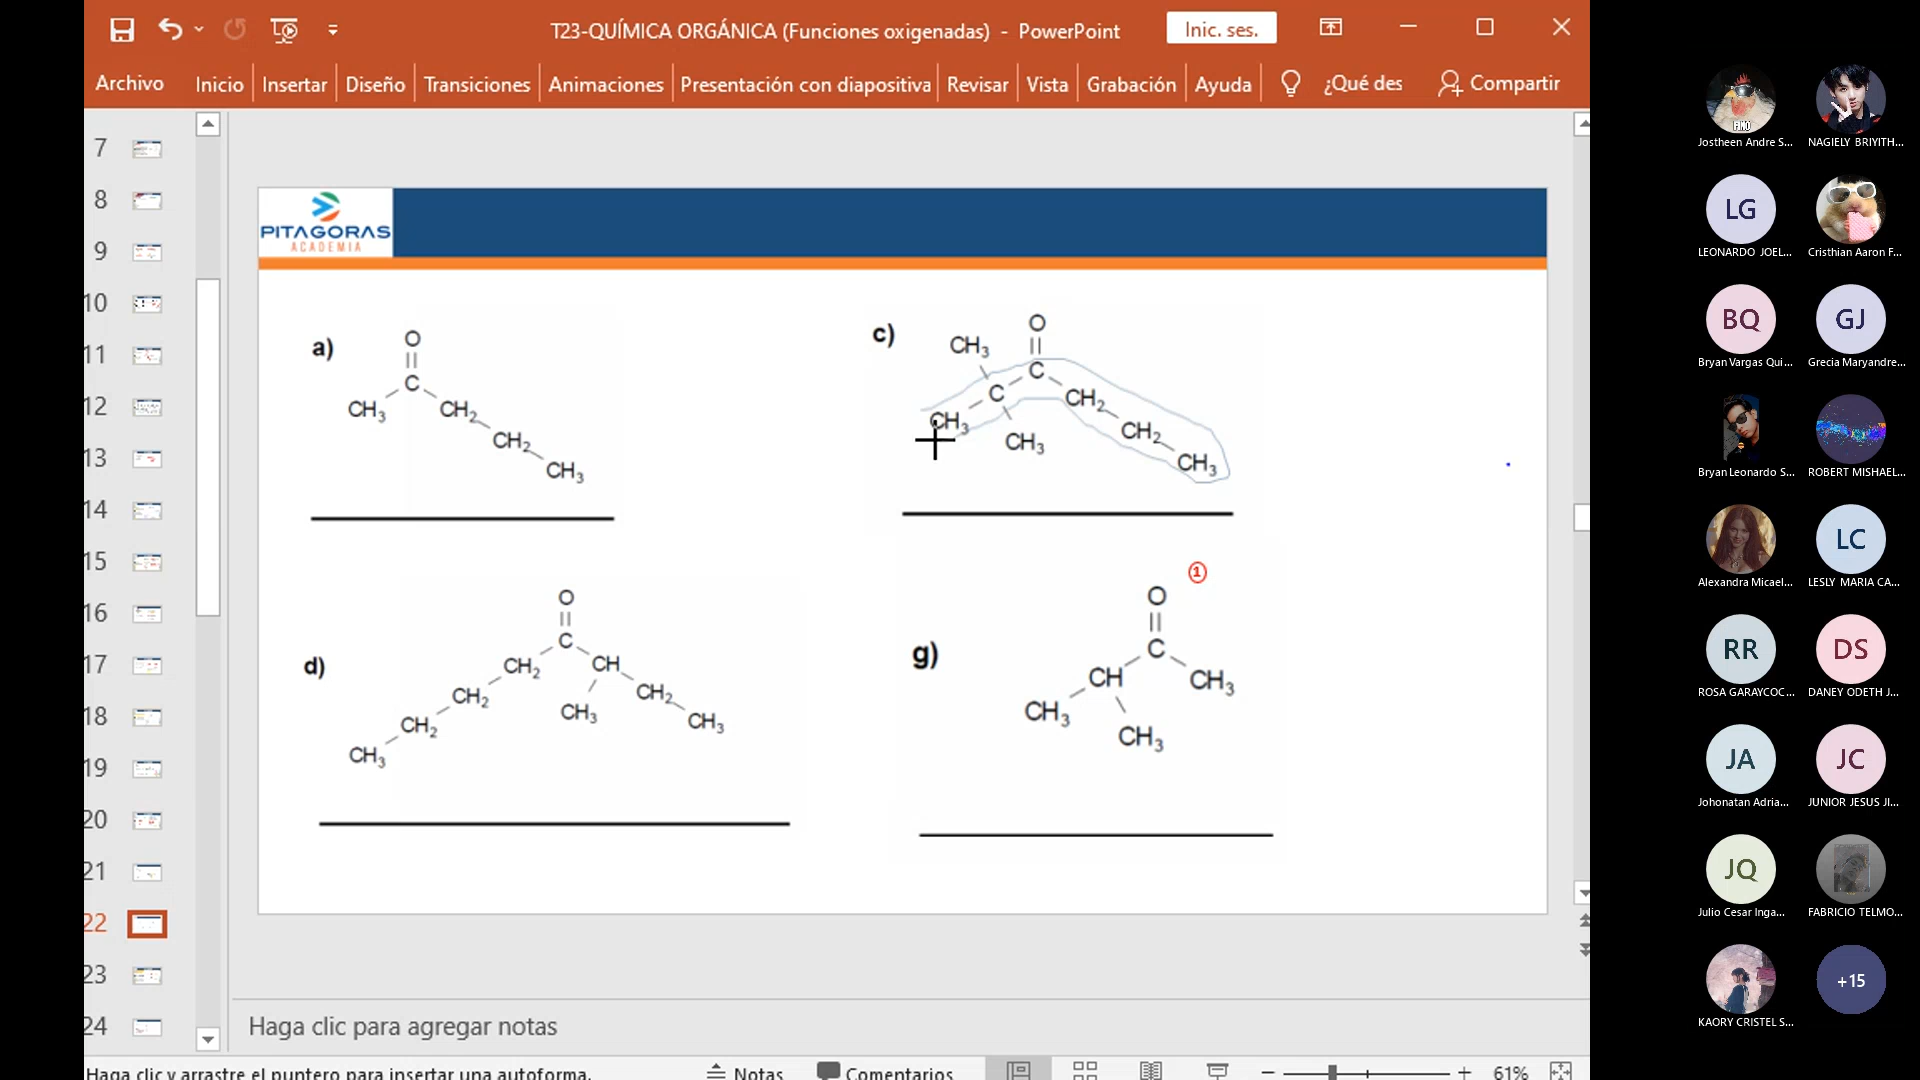 T23-QUÍMICA ORGÁNICA (Funciones oxigenadas) - PowerPoint
Inic. ses.
Archivo Inicio Insertar Diseño Transiciones Animaciones Presentación con diapositiva Revisar Vista Grabación Ayuda ¿Qué des Compartir
7
8
9
10
11
12
13
14
15
16
17
18
19
20
21
22
23
24
PITAGORAS
ACADEMIA
a)
O
C
CH3 CH2
CH2
CH3
c)
O
CH3
C
C CH2
CH3 CH2
CH3
CH3
d)
O
C
CH2 CH
CH2 CH2
CH3
CH2 CH3
CH3
g)
1
O
C
CH CH3
CH3
CH3
Haga clic para agregar notas
Haga clic y arrastre el puntero para insertar una autoforma.
Notas Comentarios 61%
FINO
Jostheen Andre S...
NAGIELY BRIYITH...
LG
LEONARDO JOEL...
Cristhian Aaron F...
BQ
Bryan Vargas Qui...
GJ
Grecia Maryandre...
Bryan Leonardo S...
ROBERT MISHAEL...
Alexandra Micael...
LC
LESLY MARIA CA...
RR
ROSA GARAYCOC...
DS
DANEY ODETH J...
JA
Johonatan Adria...
JC
JUNIOR JESUS JI...
JQ
Julio Cesar Inga...
FABRICIO TELMO...
KAORY CRISTEL S...
+15